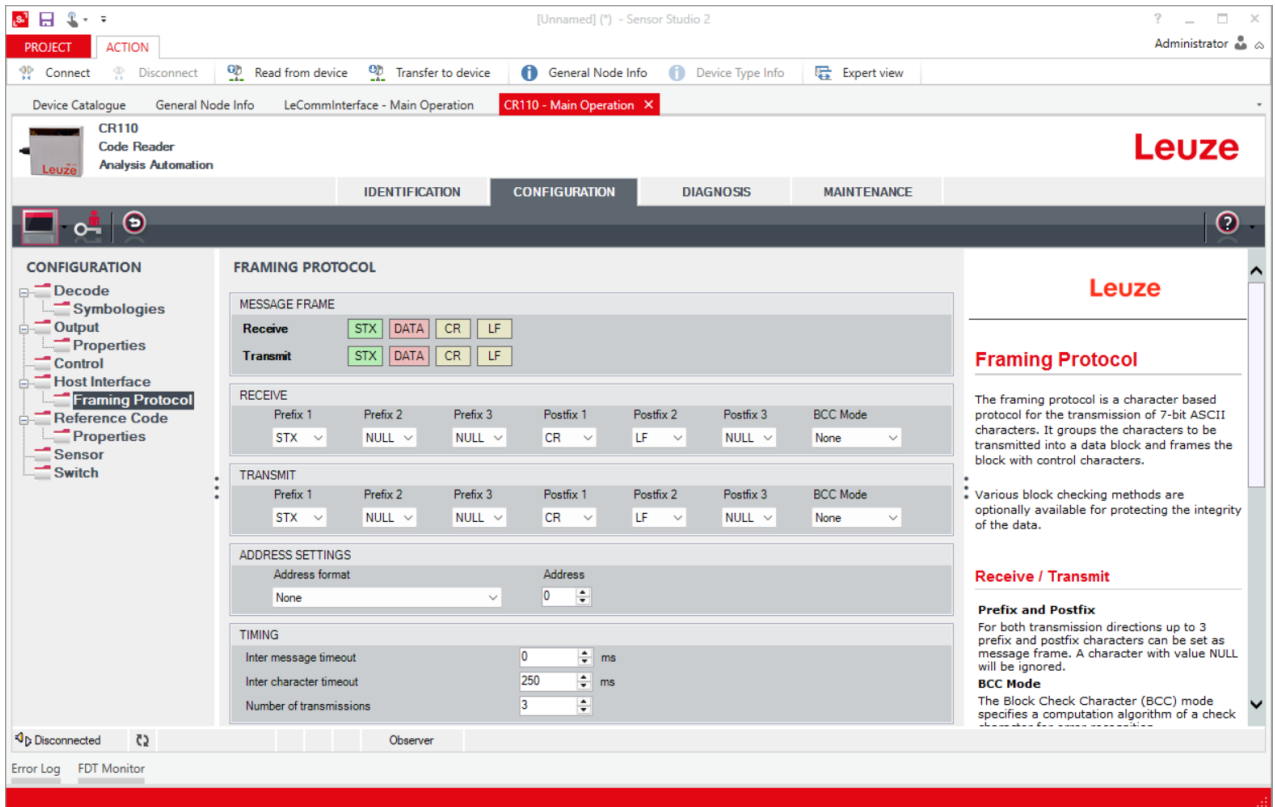 [Unnamed] (*) - Sensor Studio 2
PROJECT ACTION
Administrator
Connect Disconnect Read from device Transfer to device General Node Info Device Type Info Expert view
Device Catalogue General Node Info LeCommInterface - Main Operation CR110 - Main Operation
CR110
Code Reader
Analysis Automation
Leuze
Leuze
IDENTIFICATION CONFIGURATION DIAGNOSIS MAINTENANCE
CONFIGURATION
Decode
Symbologies
Output
Properties
Control
Host Interface
Framing Protocol
Reference Code
Properties
Sensor
Switch
FRAMING PROTOCOL
MESSAGE FRAME
Receive STX DATA CR LF
Transmit STX DATA CR LF
RECEIVE
Prefix 1 Prefix 2 Prefix 3 Postfix 1 Postfix 2 Postfix 3 BCC Mode
STX NULL NULL CR LF NULL None
TRANSMIT
Prefix 1 Prefix 2 Prefix 3 Postfix 1 Postfix 2 Postfix 3 BCC Mode
STX NULL NULL CR LF NULL None
ADDRESS SETTINGS
Address format Address
None 0
TIMING
Inter message timeout 0 ms
Inter character timeout 250 ms
Number of transmissions 3
Leuze
Framing Protocol
The framing protocol is a character based
protocol for the transmission of 7-bit ASCII
characters. It groups the characters to be
transmitted into a data block and frames the
block with control characters.
Various block checking methods are
optionally available for protecting the integrity
of the data.
Receive / Transmit
Prefix and Postfix
For both transmission directions up to 3
prefix and postfix characters can be set as
message frame. A character with value NULL
will be ignored.
BCC Mode
The Block Check Character (BCC) mode
specifies a computation algorithm of a check
Disconnected Observer
Error Log FDT Monitor